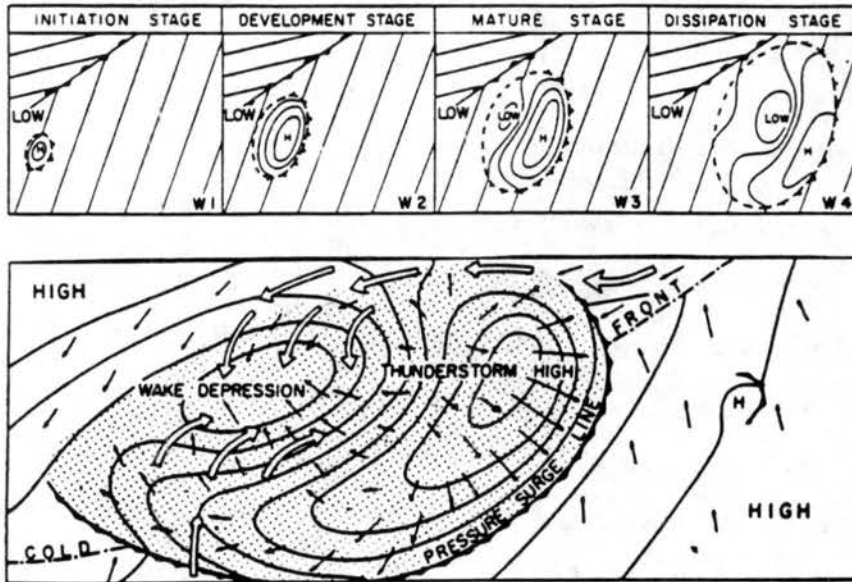 INITIATION STAGE
DEVELOPMENT STAGE
MATURE STAGE
DISSIPATION STAGE
LOW
H
W1
LOW
H
W2
LOW
LOW
H
W3
LOW
LOW
H
W4
HIGH
FRONT
WAKE DEPRESSION
THUNDERSTORM HIGH
H
PRESSURE SURGE LINE
HIGH
COLD